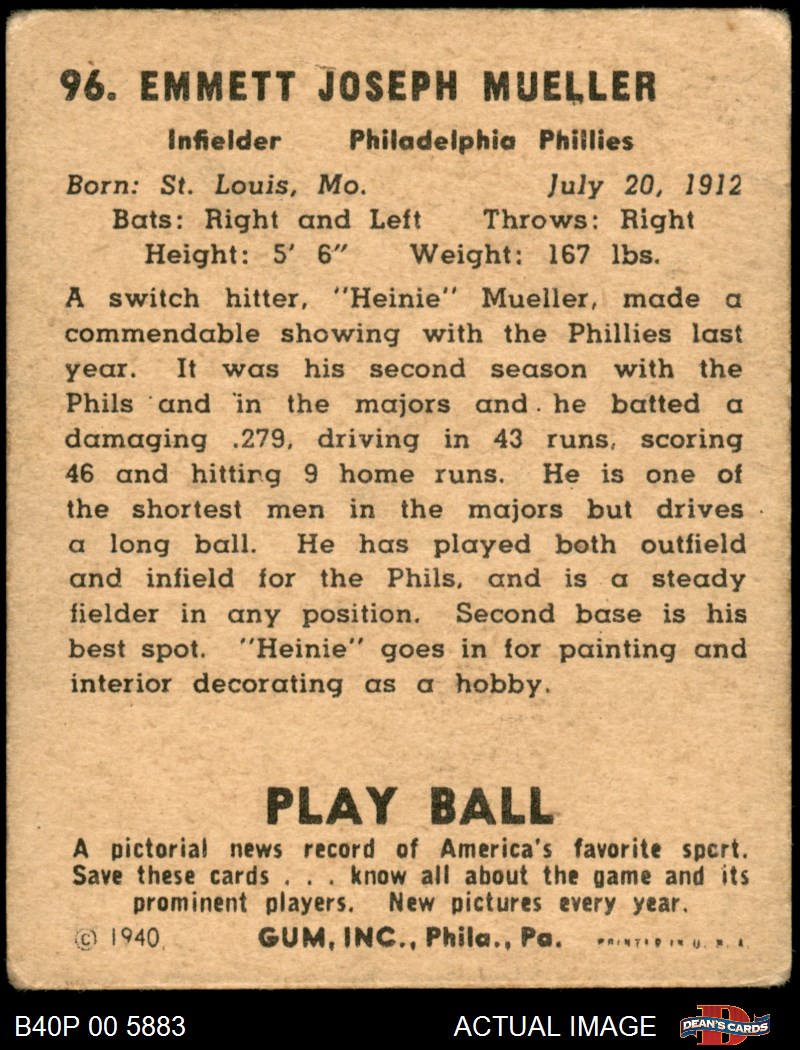 96. EMMETT JOSEPH MUELLER
Infielder Philadelphia Phillies
Born: St. Louis, Mo. July 20, 1912
Bats: Right and Left Throws: Right
Height: 5' 6" Weight: 167 lbs.
A switch hitter, "Heinie" Mueller, made a
commendable showing with the Phillies last
year. It was his second season with the
Phils and in the majors and he batted a
damaging .279, driving in 43 runs, scoring
46 and hitting 9 home runs. He is one of
the shortest men in the majors but drives
a long ball. He has played both outfield
and infield for the Phils, and is a steady
fielder in any position. Second base is his
best spot. "Heinie" goes in for painting and
interior decorating as a hobby.
PLAY BALL
A pictorial news record of America's favorite sport.
Save these cards . . . know all about the game and its
prominent players. New pictures every year.
© 1940 GUM, INC., Phila., Pa. PRINTED IN U. S. A.
B40P 00 5883 ACTUAL IMAGE D DEAN'S CARDS